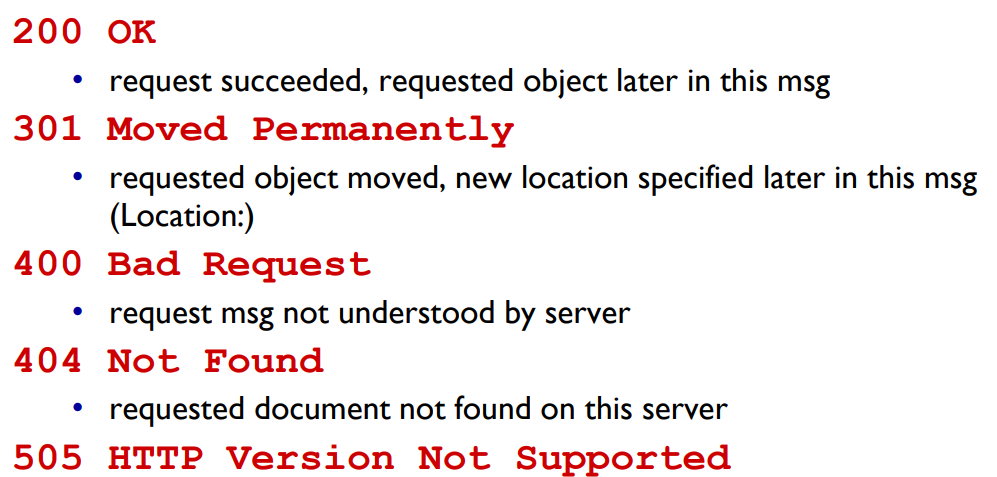 200 OK
• request succeeded, requested object later in this msg
301 Moved Permanently
• requested object moved, new location specified later in this msg
(Location:)
400 Bad Request
• request msg not understood by server
404 Not Found
• requested document not found on this server
505 HTTP Version Not Supported